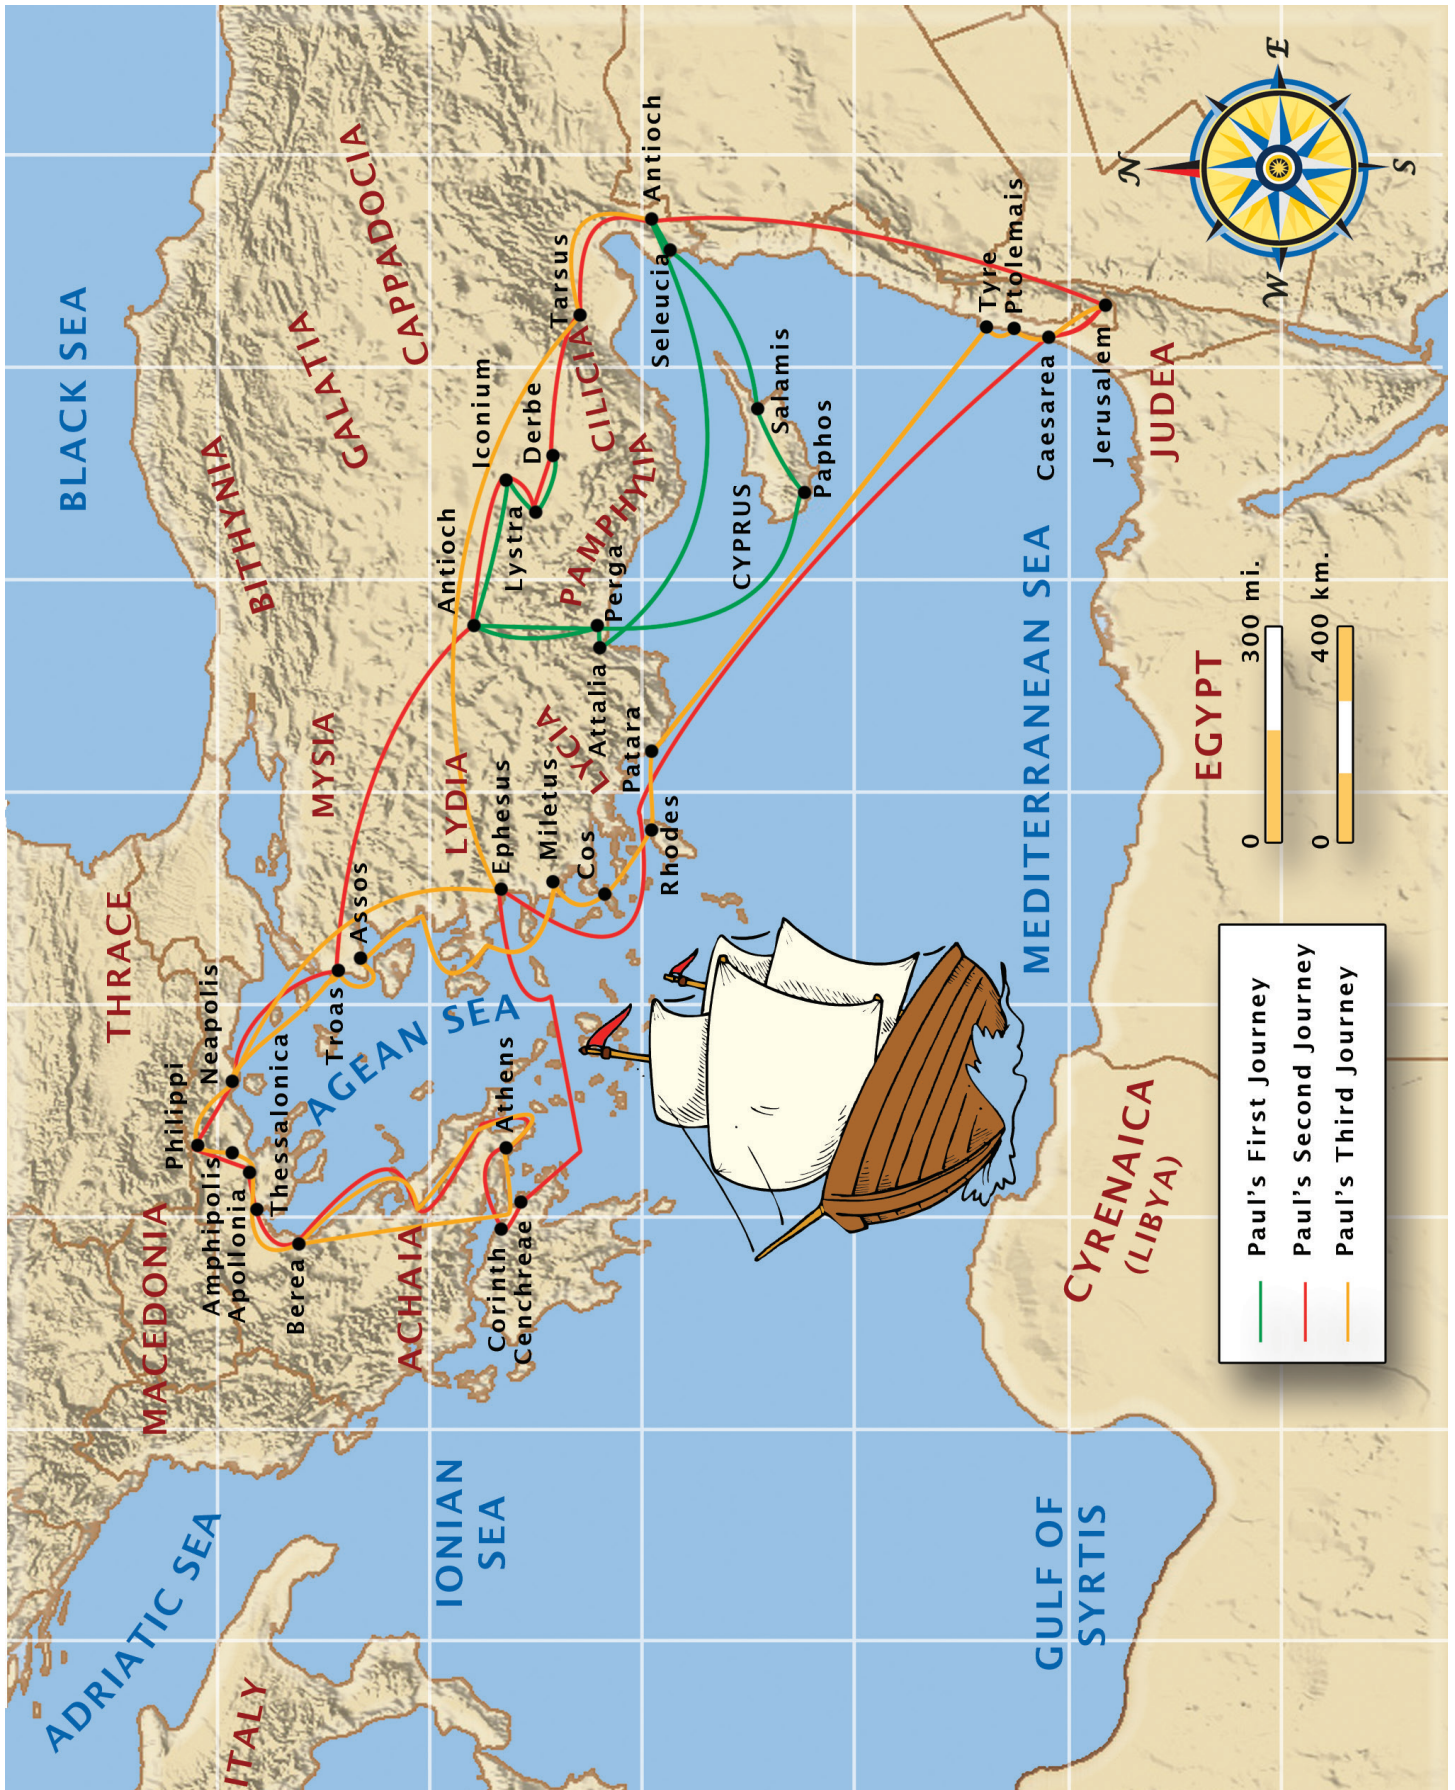 BLACK SEA
ADRIATIC SEA
IONIAN
SEA
AGEAN SEA
MEDITERRANEAN SEA
GULF OF
SYRTIS
ITALY
MACEDONIA
THRACE
ACHAIA
MYSIA
LYDIA
LYCIA
BITHYNIA
GALATIA
CAPPADOCIA
CILICIA
PAMPHYLIA
CYPRUS
JUDEA
EGYPT
CYRENAICA
(LIBYA)
Philippi
Neapolis
Amphipolis
Apolonia
Thessalonica
Berea
Athens
Corinth
Cenchreae
Troas
Assos
Ephesus
Miletus
Cos
Rhodes
Patara
Attalia
Perga
Antioch
Iconium
Lystra
Derbe
Tarsus
Antioch
Seleucia
Salamis
Paphos
Tyre
Ptolemais
Caesarea
Jerusalem
N
E
S
W
0 300 mi.
0 400 km.
Paul's First Journey
Paul's Second Journey
Paul's Third Journey